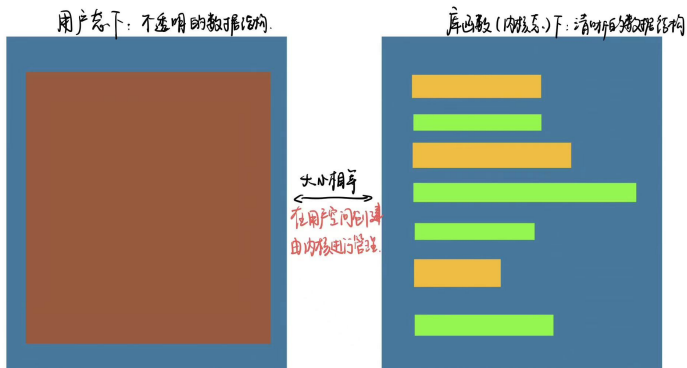 用户态下：不透明的数据结构.
库函数(内核态)下：清晰的数据结构
大小相等
在用户空间创建
由内核进行管理.